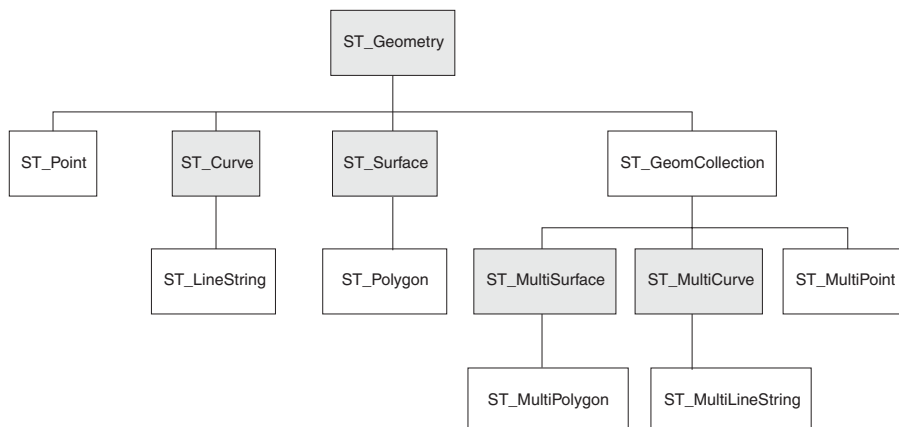 ST_Geometry
ST_Point
ST_Curve
ST_Surface
ST_GeomCollection
ST_LineString
ST_Polygon
ST_MultiSurface
ST_MultiCurve
ST_MultiPoint
ST_MultiPolygon
ST_MultiLineString